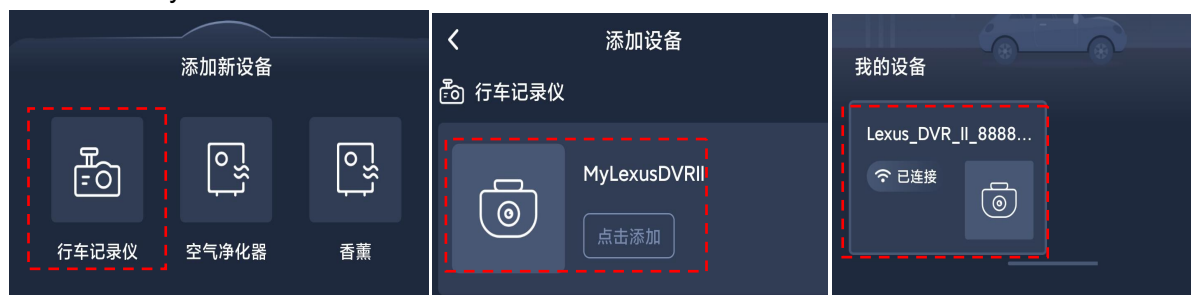 添加新设备
行车记录仪
空气净化器
香薰
添加设备
行车记录仪
MyLexusDVRII
点击添加
我的设备
Lexus_DVR_II_8888...
已连接